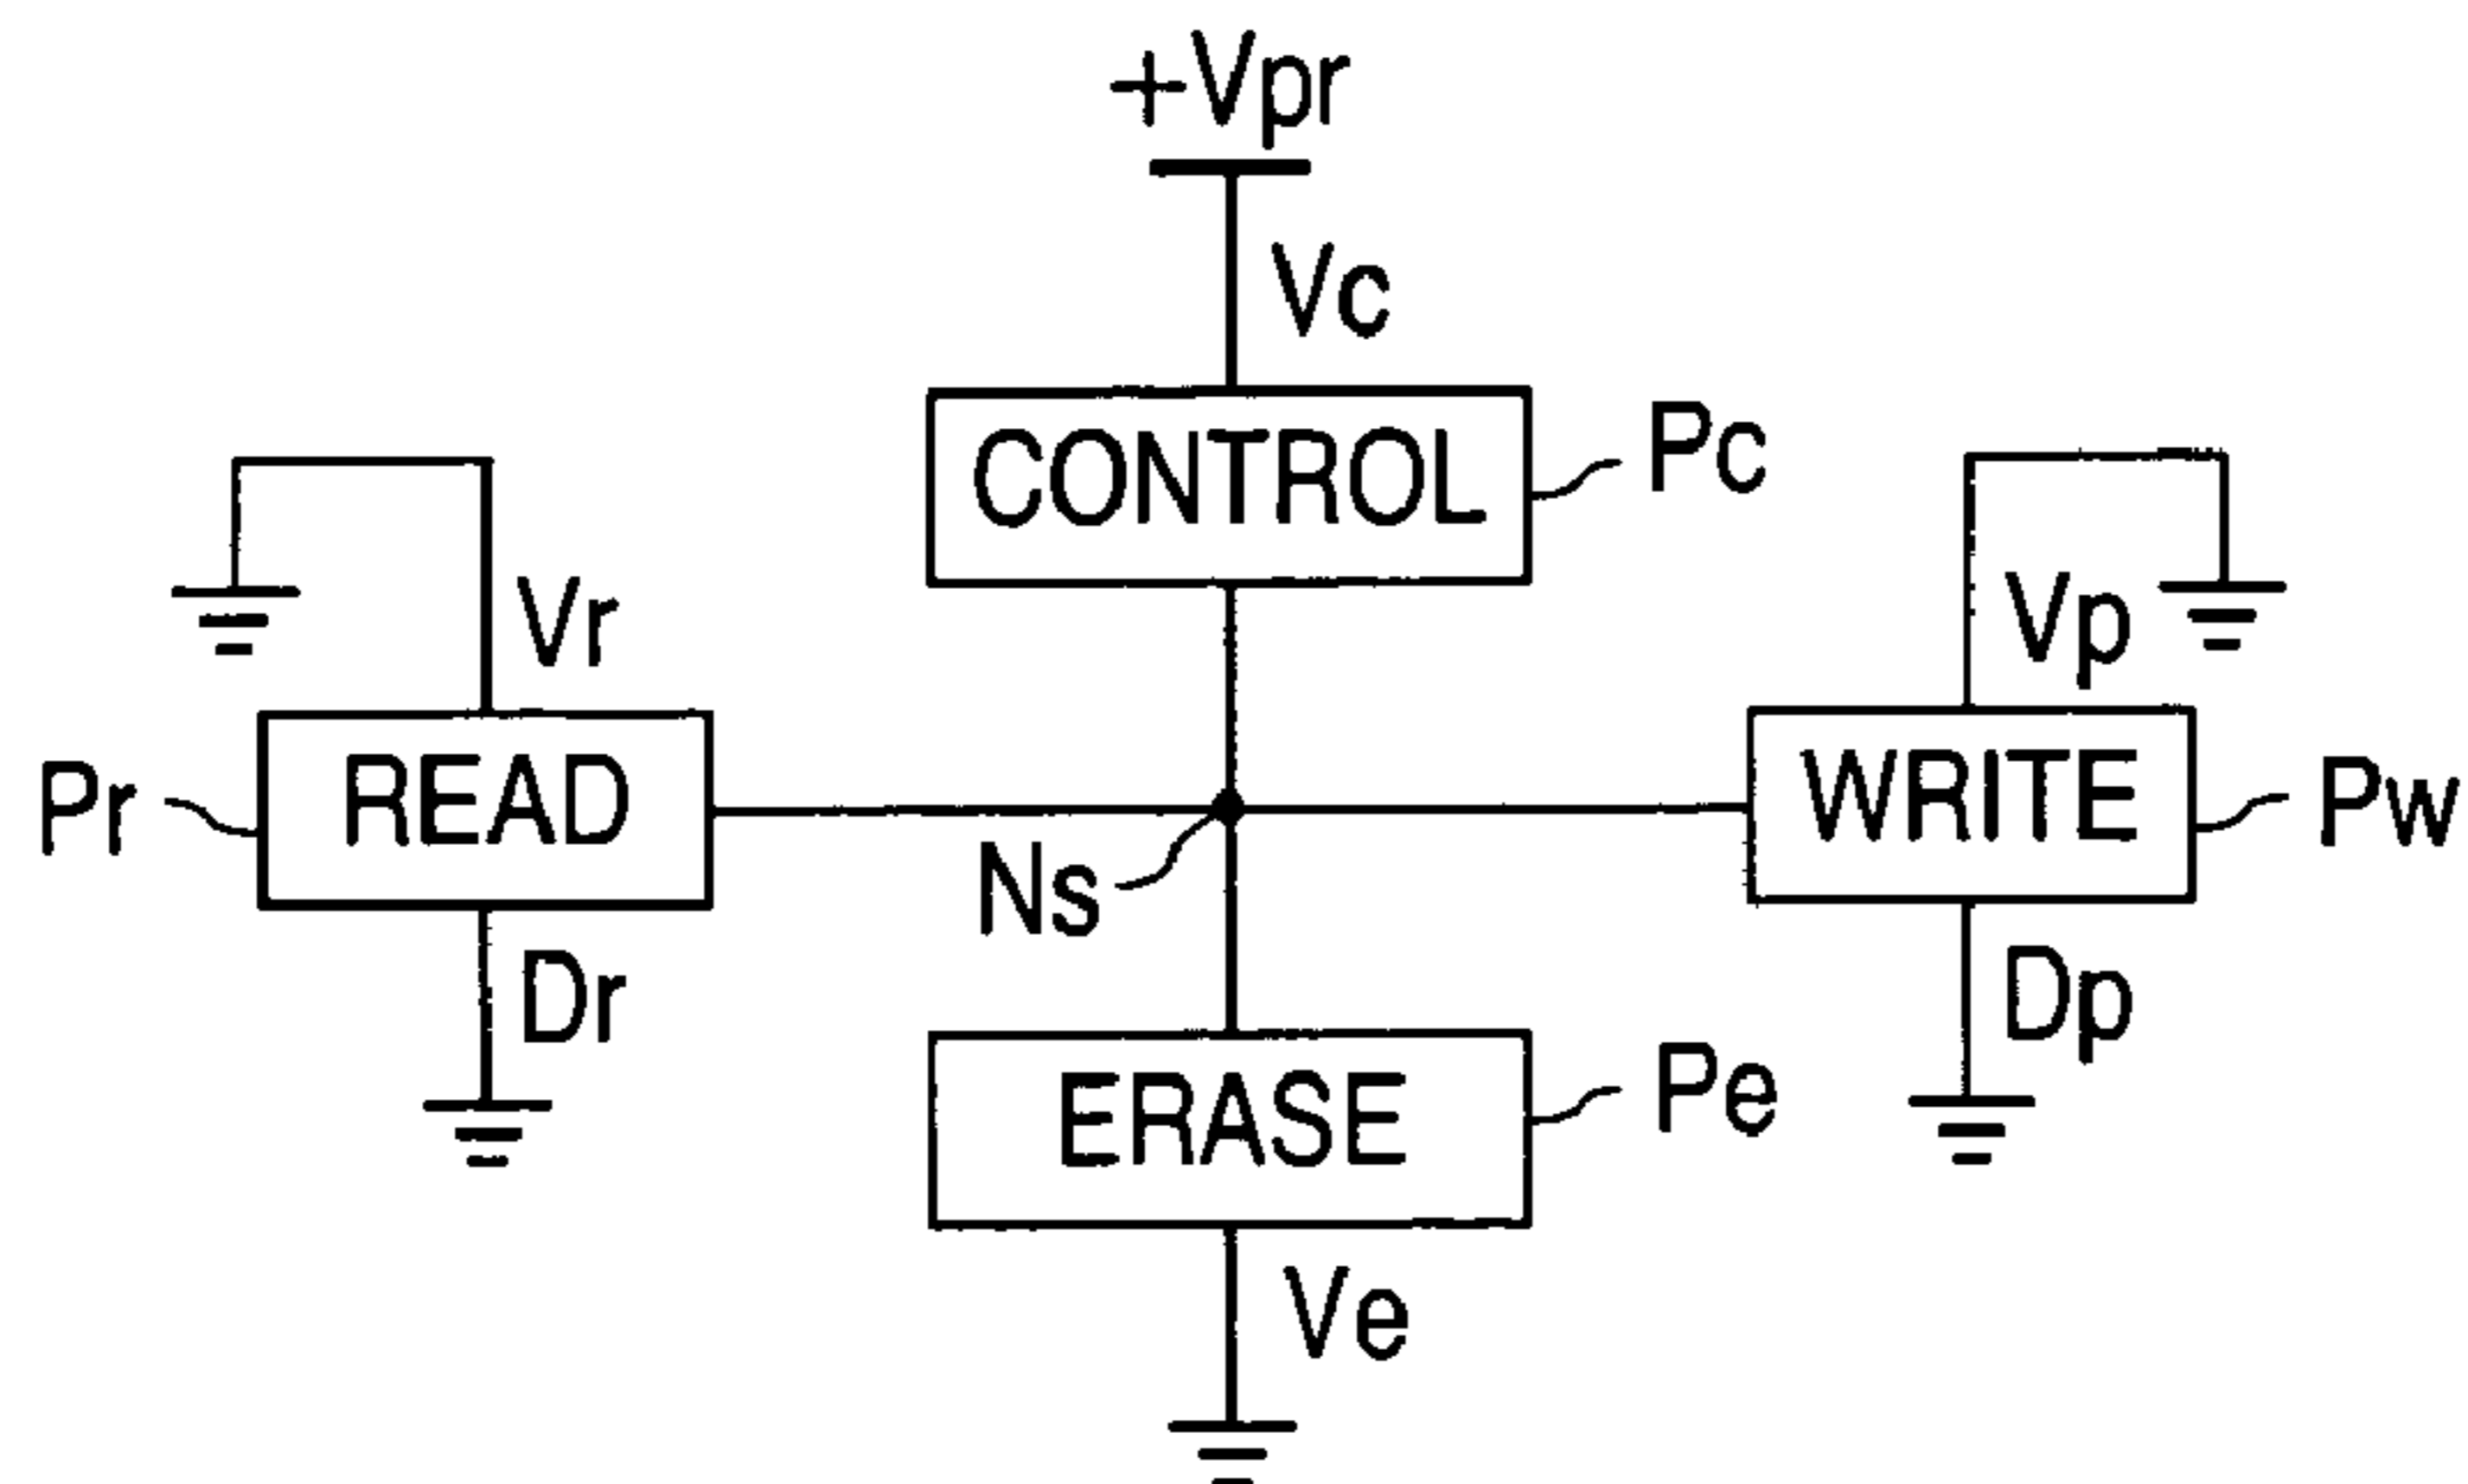 +Vpr
Vc
CONTROL
Pc
Vr
Vp
READ
Pr
WRITE
Pw
Ns
Dr
Dp
ERASE
Pe
Ve